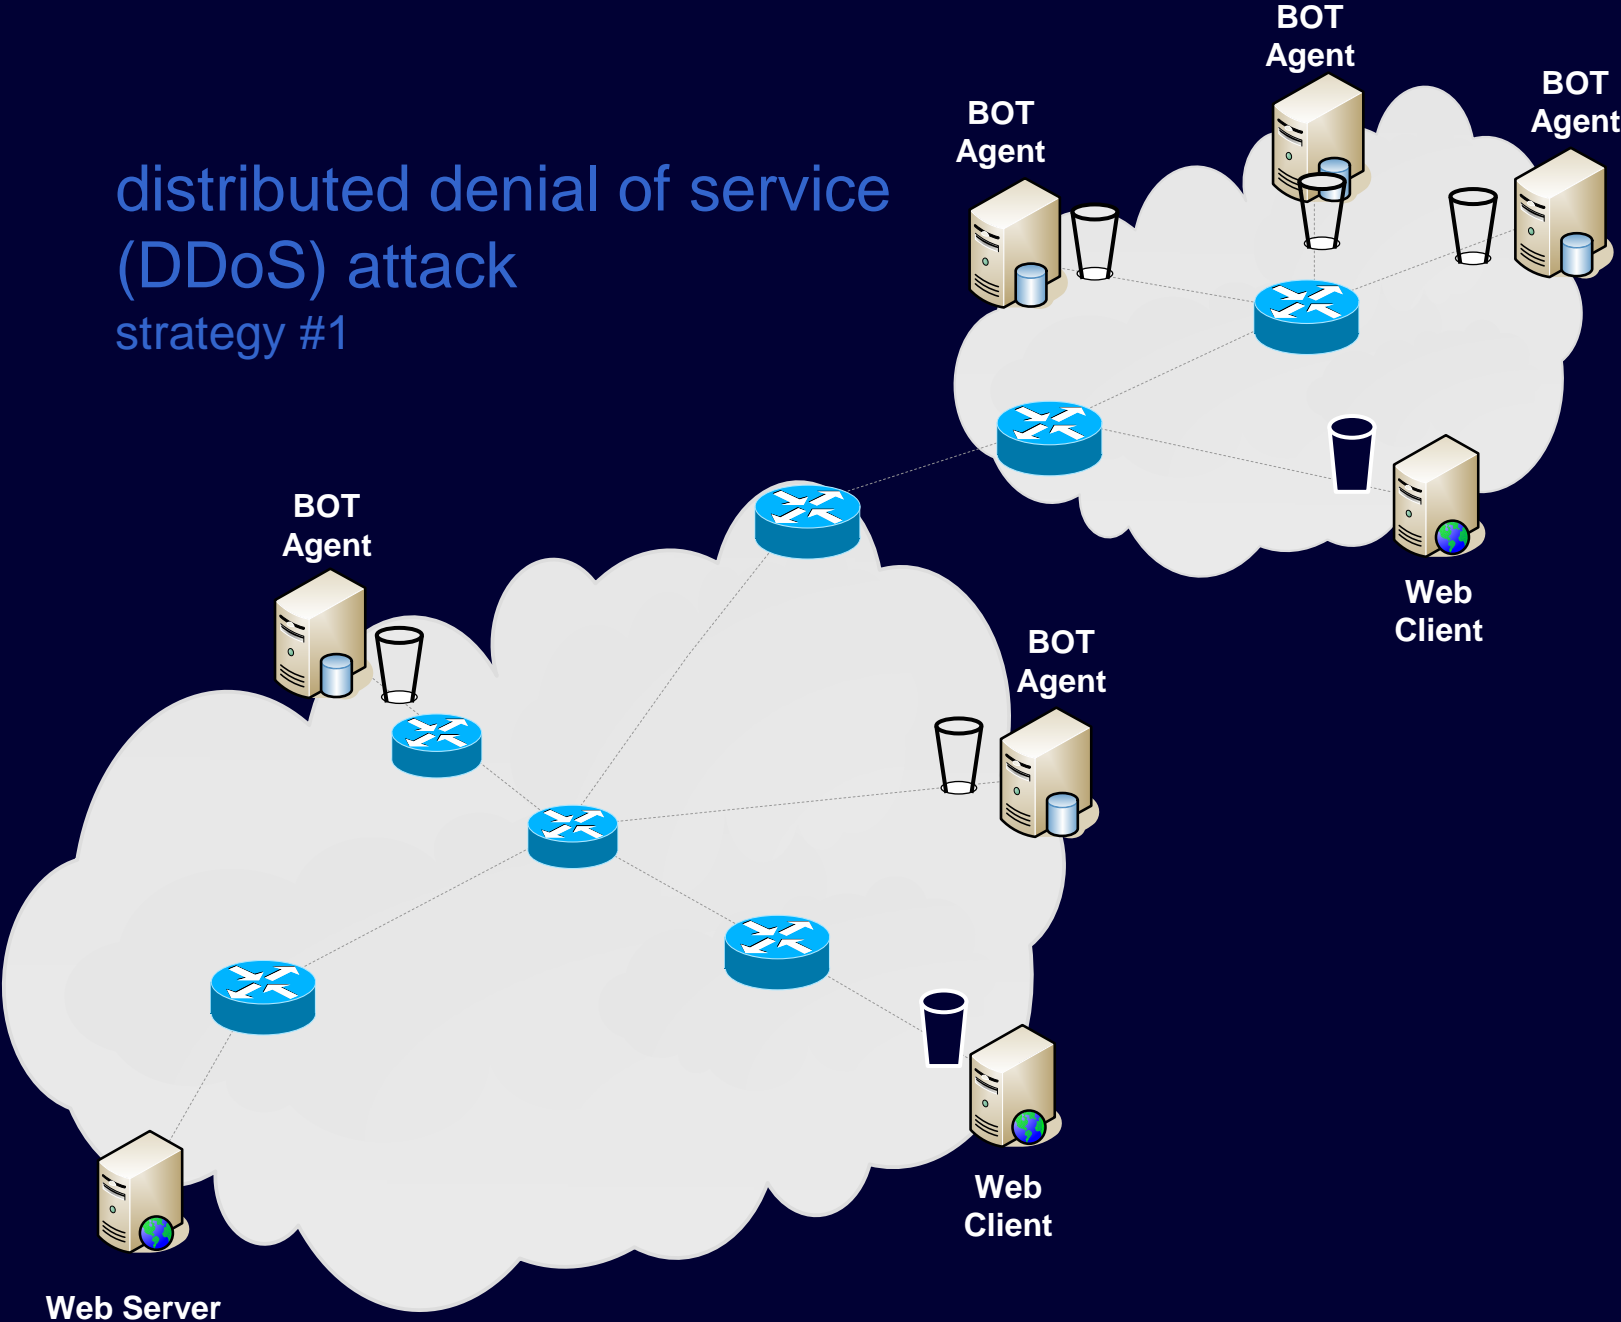 distributed denial of service
(DDoS) attack
strategy #1
BOT
Agent
BOT
Agent
BOT
Agent
Web
Client
BOT
Agent
BOT
Agent
Web
Client
Web Server